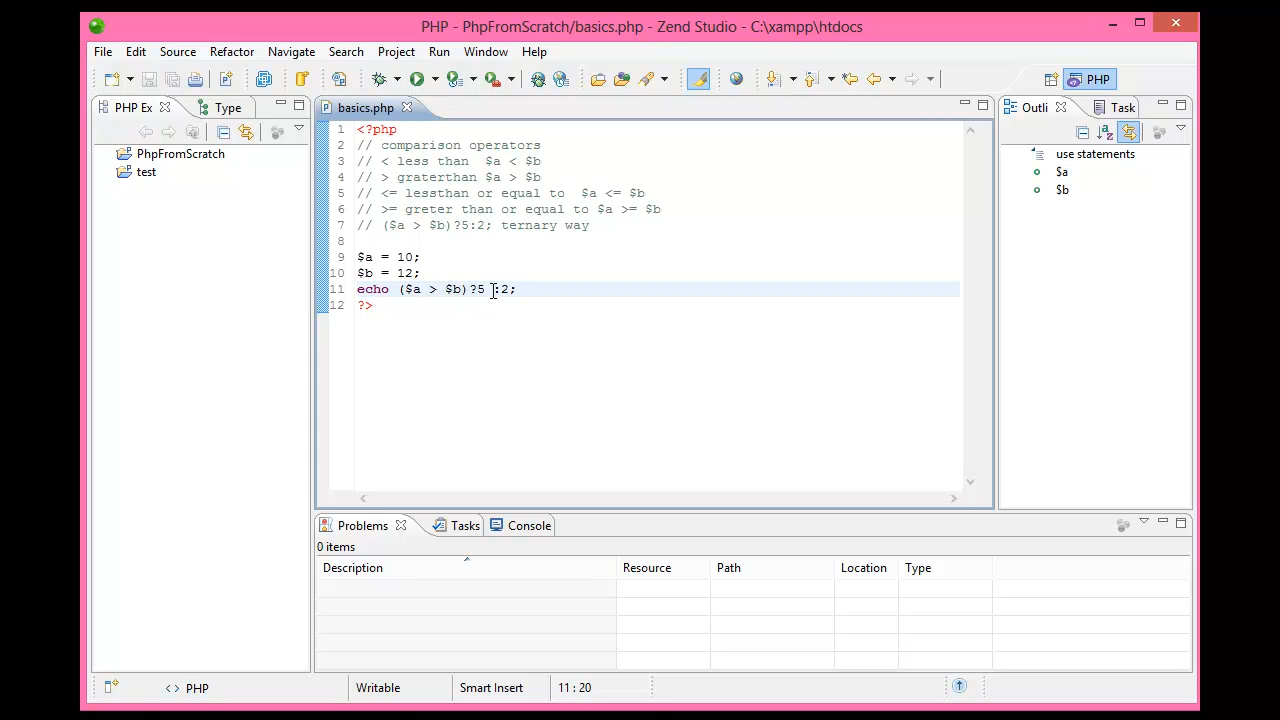 PHP - PhpFromScratch/basics.php - Zend Studio - C:\xampp\htdocs
File Edit Source Refactor Navigate Search Project Run Window Help
PHP
PHP Ex Type
PhpFromScratch
test
basics.php
1 <?php
2 // comparison operators
3 // < less than  $a < $b
4 // > graterthan $a > $b
5 // <= lessthan or equal to  $a <= $b
6 // >= greter than or equal to $a >= $b
7 // ($a > $b)?5:2; ternary way
8
9 $a = 10;
10 $b = 12;
11 echo ($a > $b)?5 :2;
12 ?>
Outli Task
use statements
$a
$b
Problems Tasks Console
0 items
Description Resource Path Location Type
<> PHP Writable Smart Insert 11 : 20